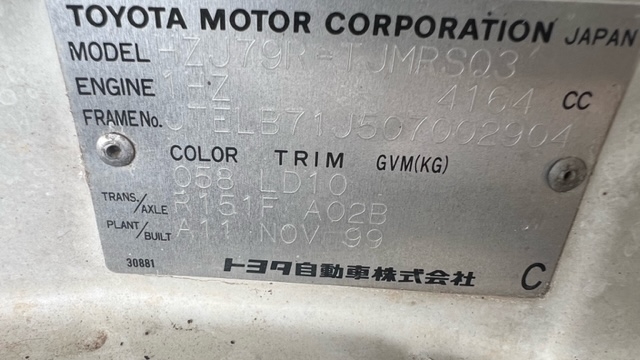 TOYOTA MOTOR CORPORATION JAPAN
MODEL HZJ79R-TJMRSQ3
ENGINE 1HZ 4164 CC
FRAME No. JTELB71J507002904
COLOR TRIM GVM(KG)
058 LD10
TRANS./AXLE R151F A02B
PLANT/BUILT A11 NOV 99
30881 トヨタ自動車株式会社 C